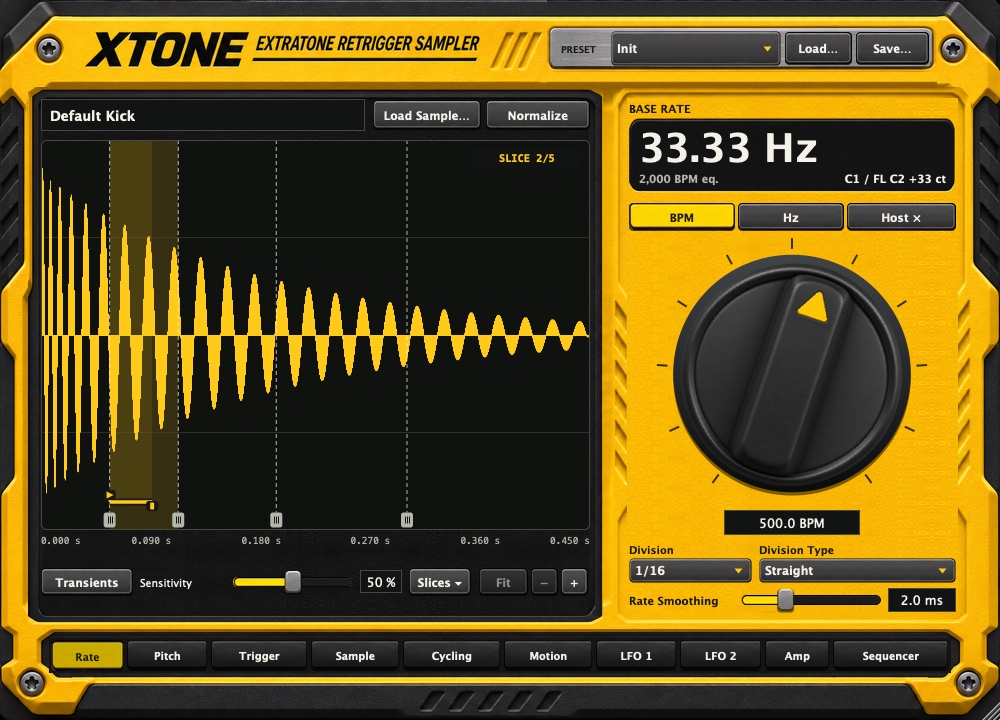 XTONE EXTRATONE RETRIGGER SAMPLER
PRESET Init Load... Save...
Default Kick Load Sample... Normalize
SLICE 2/5
0.000 s 0.090 s 0.180 s 0.270 s 0.360 s 0.450 s
Transients Sensitivity 50 % Slices Fit − +
BASE RATE
33.33 Hz
2,000 BPM eq. C1 / FL C2 +33 ct
BPM Hz Host ×
500.0 BPM
Division Division Type
1/16 Straight
Rate Smoothing 2.0 ms
Rate Pitch Trigger Sample Cycling Motion LFO 1 LFO 2 Amp Sequencer